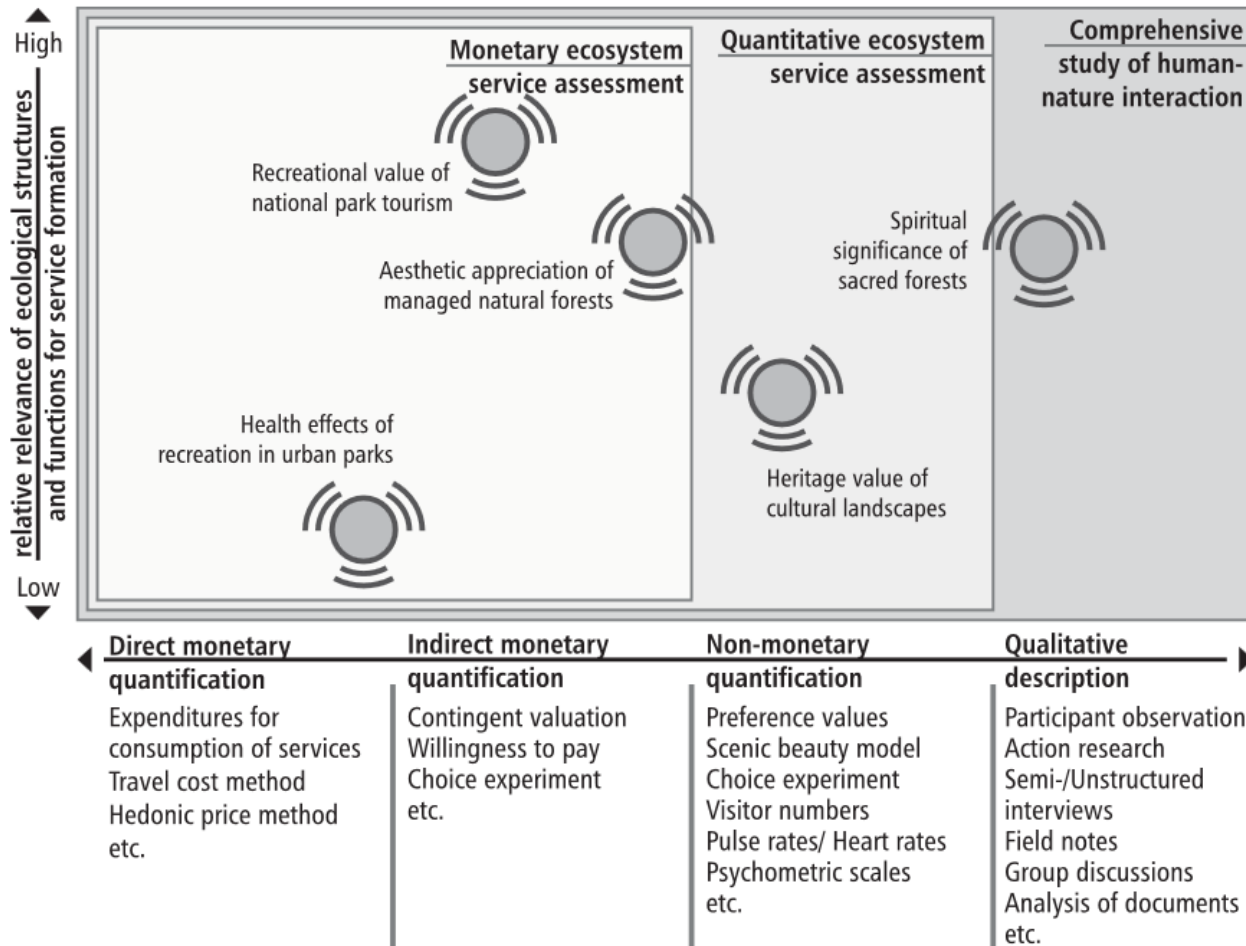 High
relative relevance of ecological structures
and functions for service formation
Low
Monetary ecosystem
service assessment
Quantitative ecosystem
service assessment
Comprehensive
study of human-
nature interaction
Recreational value of
national park tourism
Aesthetic appreciation of
managed natural forests
Spiritual
significance of
sacred forests
Health effects of
recreation in urban parks
Heritage value of
cultural landscapes
Direct monetary
quantification
Expenditures for
consumption of services
Travel cost method
Hedonic price method
etc.
Indirect monetary
quantification
Contingent valuation
Willingness to pay
Choice experiment
etc.
Non-monetary
quantification
Preference values
Scenic beauty model
Choice experiment
Visitor numbers
Pulse rates/ Heart rates
Psychometric scales
etc.
Qualitative
description
Participant observation
Action research
Semi-/Unstructured
interviews
Field notes
Group discussions
Analysis of documents
etc.